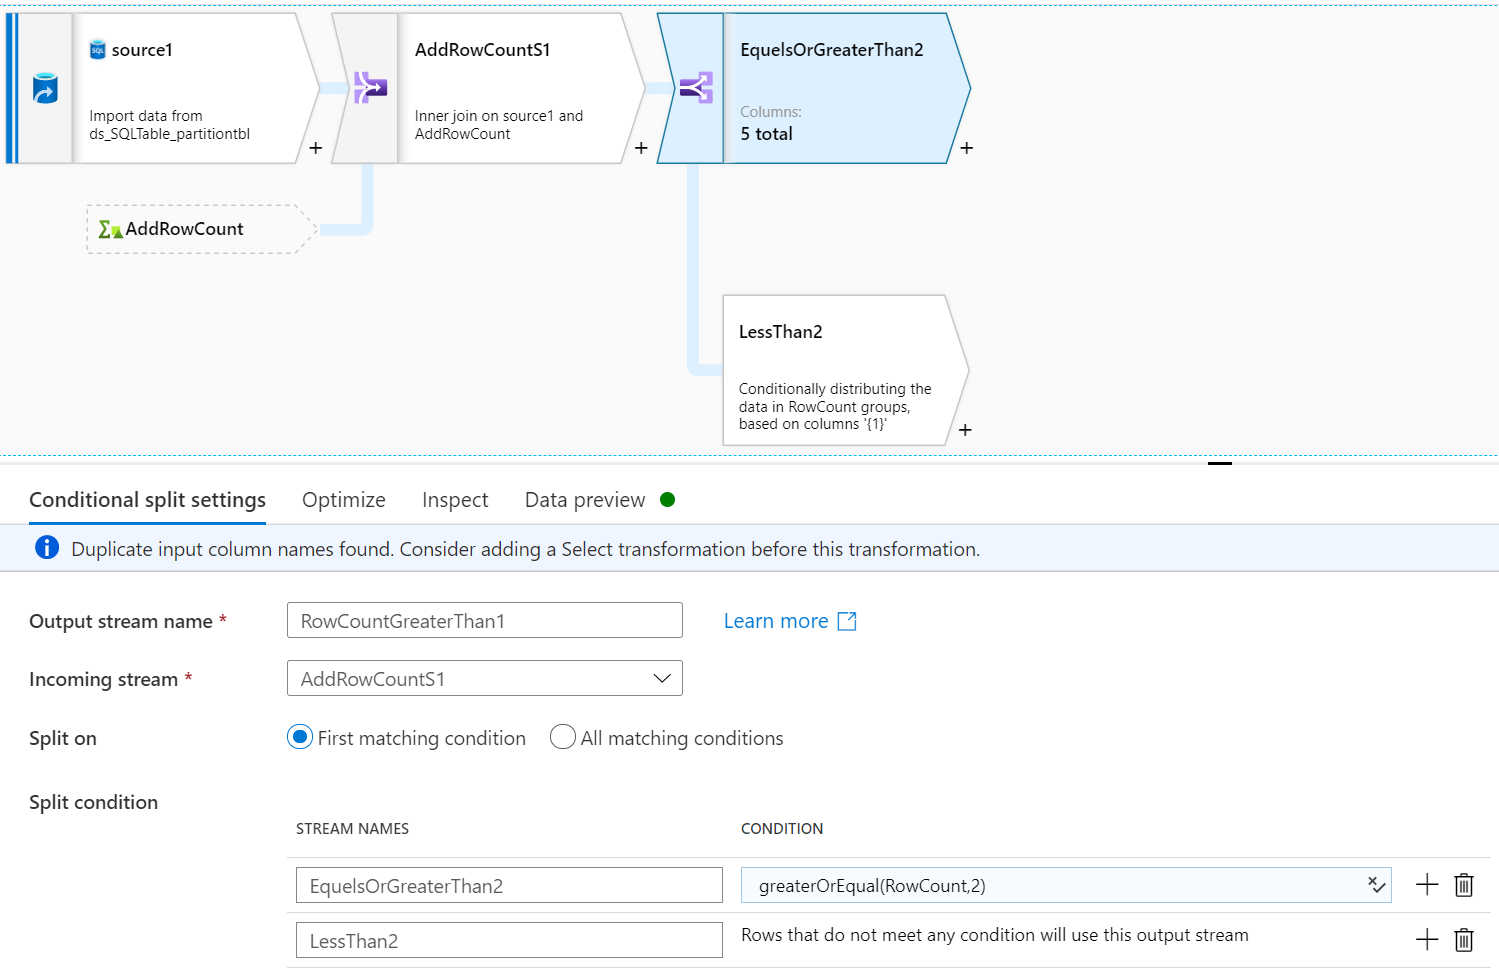 source1
Import data from
ds_SQLTable_partitiontbl
+
AddRowCountS1
Inner join on source1 and
AddRowCount
+
EquelsOrGreaterThan2
Columns:
5 total
+
AddRowCount
LessThan2
Conditionally distributing the
data in RowCount groups,
based on columns '{1}'
+
Conditional split settings Optimize Inspect Data preview
Duplicate input column names found. Consider adding a Select transformation before this transformation.
Output stream name * RowCountGreaterThan1 Learn more
Incoming stream * AddRowCountS1
Split on First matching condition All matching conditions
Split condition
STREAM NAMES CONDITION
EquelsOrGreaterThan2 greaterOrEqual(RowCount,2)
LessThan2 Rows that do not meet any condition will use this output stream